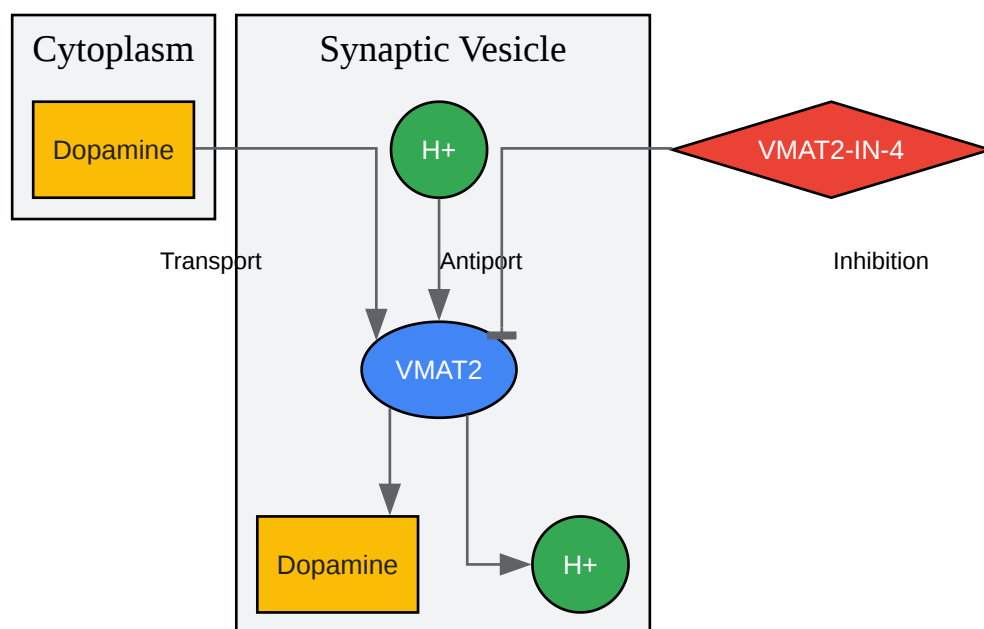 Cytoplasm
Synaptic Vesicle
Dopamine
H+
VMAT2-IN-4
Transport
Antiport
Inhibition
VMAT2
Dopamine
H+